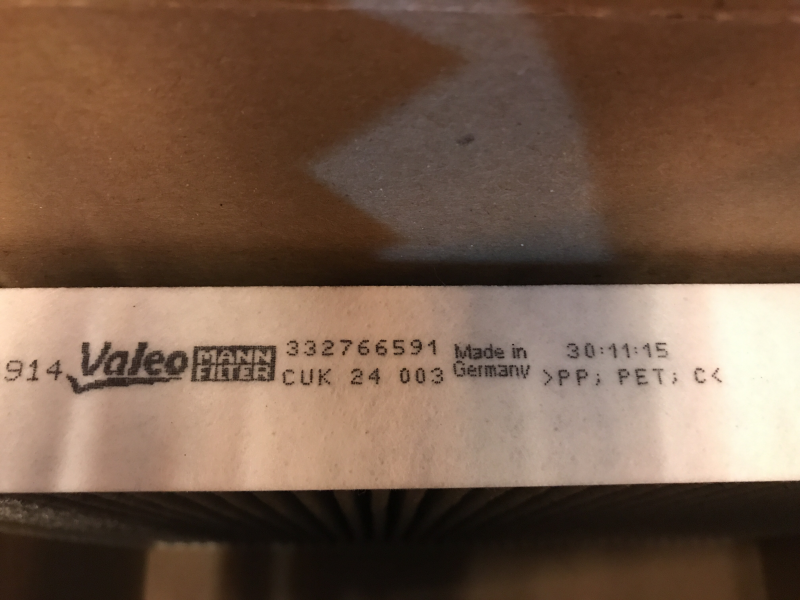 914 Valeo MANN FILTER 332766591 Made in Germany 30:11:15
CUK 24 003 >PP; PET; C<